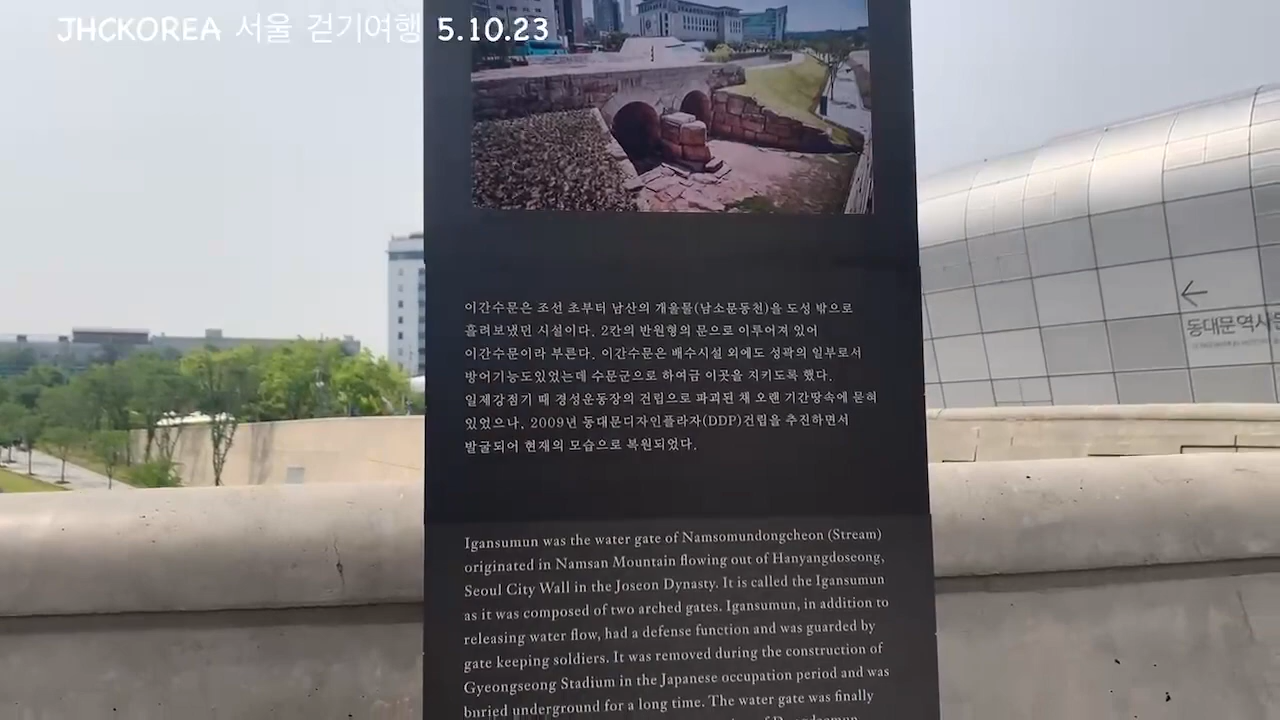 JHCKOREA 서울 걷기여행 5.10.23
이간수문은 조선 초부터 남산의 개울물(남소문동천)을 도성 밖으로
흘려보냈던 시설이다. 2칸의 반원형의 문으로 이루어져 있어
이간수문이라 부른다. 이간수문은 배수시설 외에도 성곽의 일부로서
방어기능도있었는데 수문군으로 하여금 이곳을 지키도록 했다.
일제강점기 때 경성운동장의 건립으로 파괴된 채 오랜 기간땅속에 묻혀
있었으나, 2009년 동대문디자인플라자(DDP)건립을 추진하면서
발굴되어 현재의 모습으로 복원되었다.
Igansumun was the water gate of Namsomundongcheon (Stream)
originated in Namsan Mountain flowing out of Hanyangdoseong,
Seoul City Wall in the Joseon Dynasty. It is called the Igansumun
as it was composed of two arched gates. Igansumun, in addition to
releasing water flow, had a defense function and was guarded by
gate keeping soldiers. It was removed during the construction of
Gyeongseong Stadium in the Japanese occupation period and was
buried underground for a long time. The water gate was finally
동대문역사